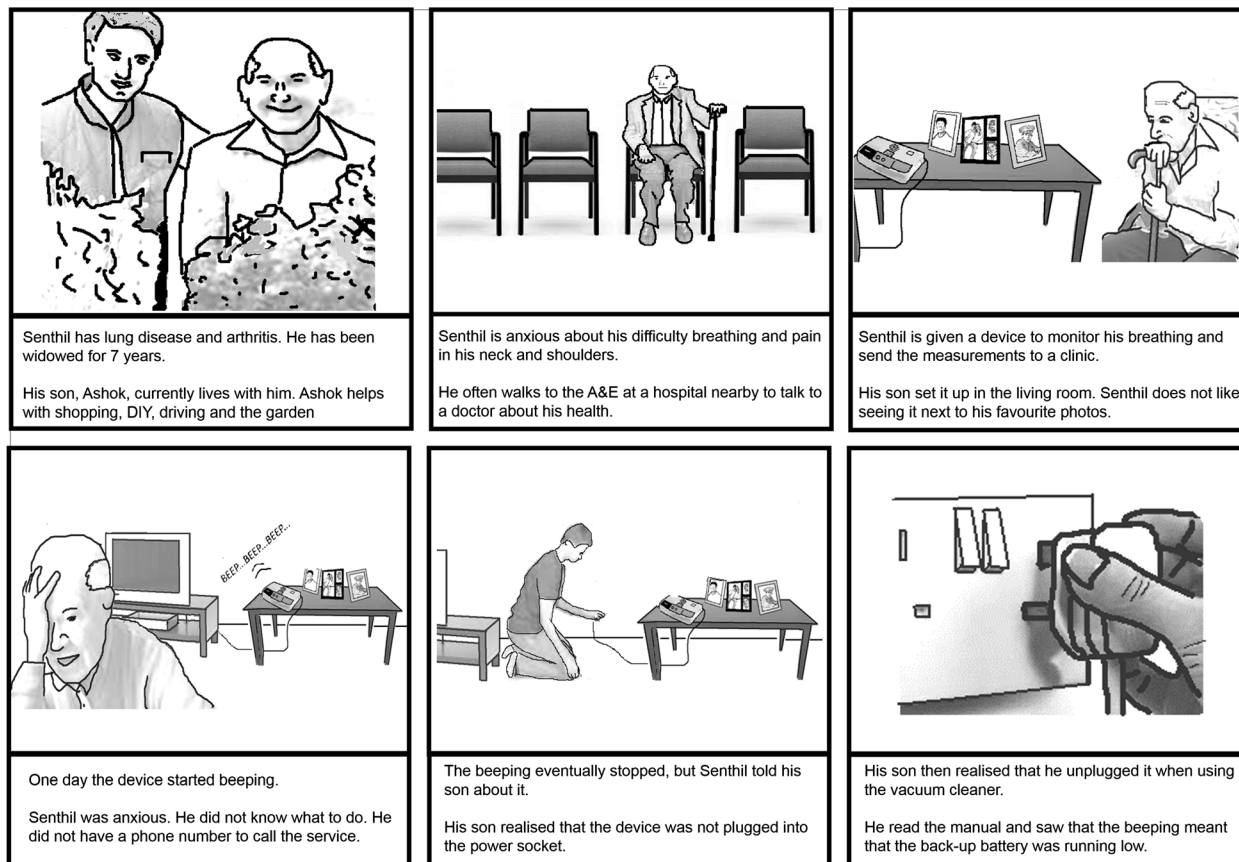 Senthil has lung disease and arthritis. He has been
widowed for 7 years.
His son, Ashok, currently lives with him. Ashok helps
with shopping, DIY, driving and the garden
Senthil is anxious about his difficulty breathing and pain
in his neck and shoulders.
He often walks to the A&E at a hospital nearby to talk to
a doctor about his health.
Senthil is given a device to monitor his breathing and
send the measurements to a clinic.
His son set it up in the living room. Senthil does not like
seeing it next to his favourite photos.
BEEP...BEEP...BEEP...
One day the device started beeping.
Senthil was anxious. He did not know what to do. He
did not have a phone number to call the service.
The beeping eventually stopped, but Senthil told his
son about it.
His son realised that the device was not plugged into
the power socket.
His son then realised that he unplugged it when using
the vacuum cleaner.
He read the manual and saw that the beeping meant
that the back-up battery was running low.